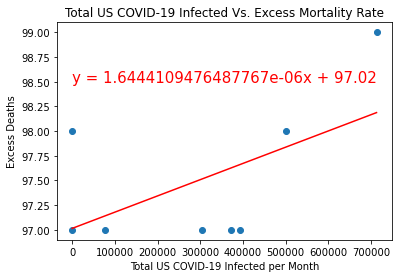 Total US COVID-19 Infected Vs. Excess Mortality Rate
99.00
98.75
98.50
98.25
98.00
97.75
97.50
97.25
97.00
Excess Deaths
y = 1.6444109476487767e-06x + 97.02
0 100000 200000 300000 400000 500000 600000 700000
Total US COVID-19 Infected per Month